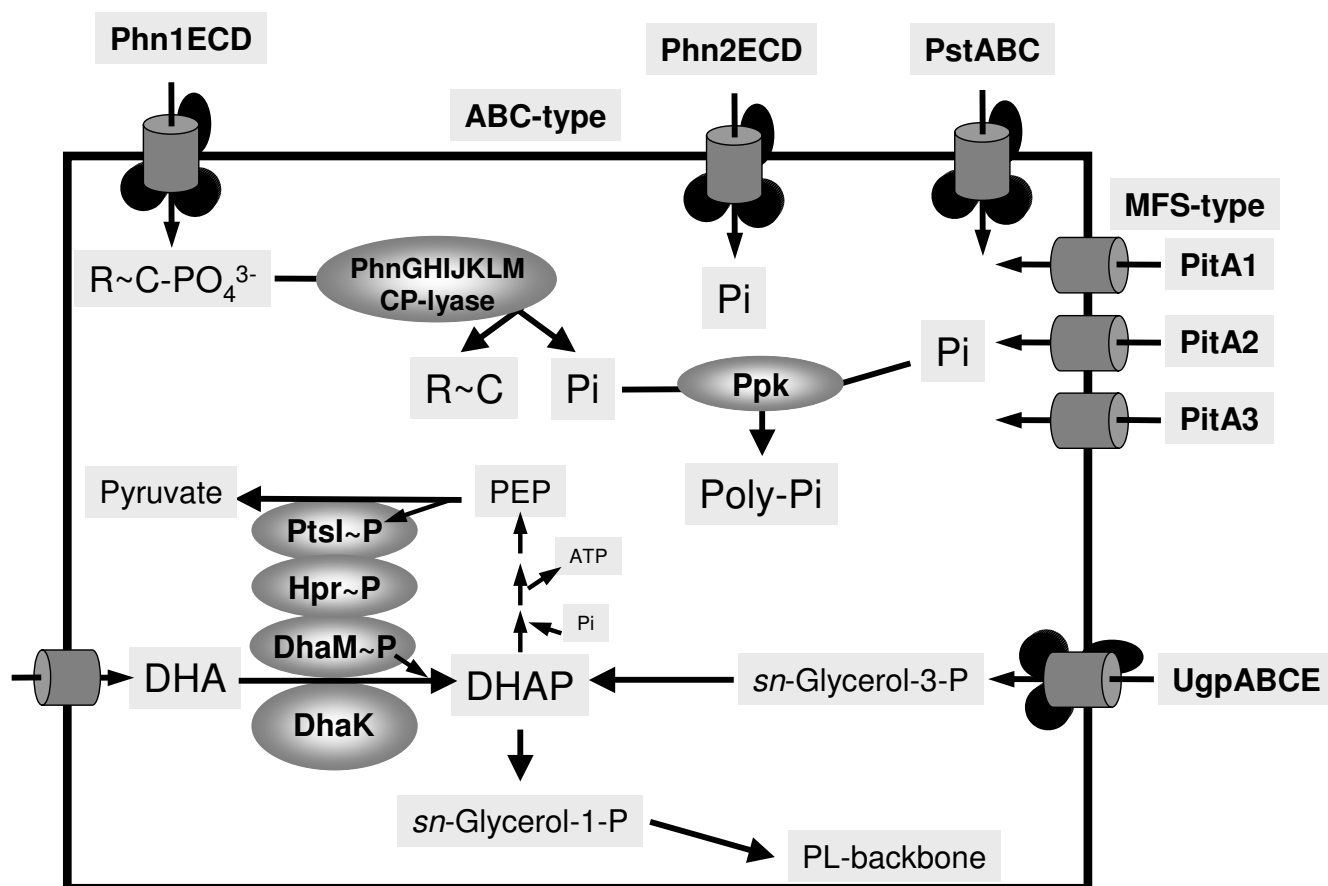 Phn1ECD
Phn2ECD
PstABC
ABC-type
MFS-type
R~C-PO₄³⁻
PhnGHIJKLM
CP-lyase
Pi
PitA1
PitA2
PitA3
R~C
Pi
Ppk
Pi
Poly-Pi
Pyruvate
PEP
PtsI~P
ATP
Hpr~P
Pi
DhaM~P
DHA
DHAP
sn-Glycerol-3-P
UgpABCE
DhaK
sn-Glycerol-1-P
PL-backbone